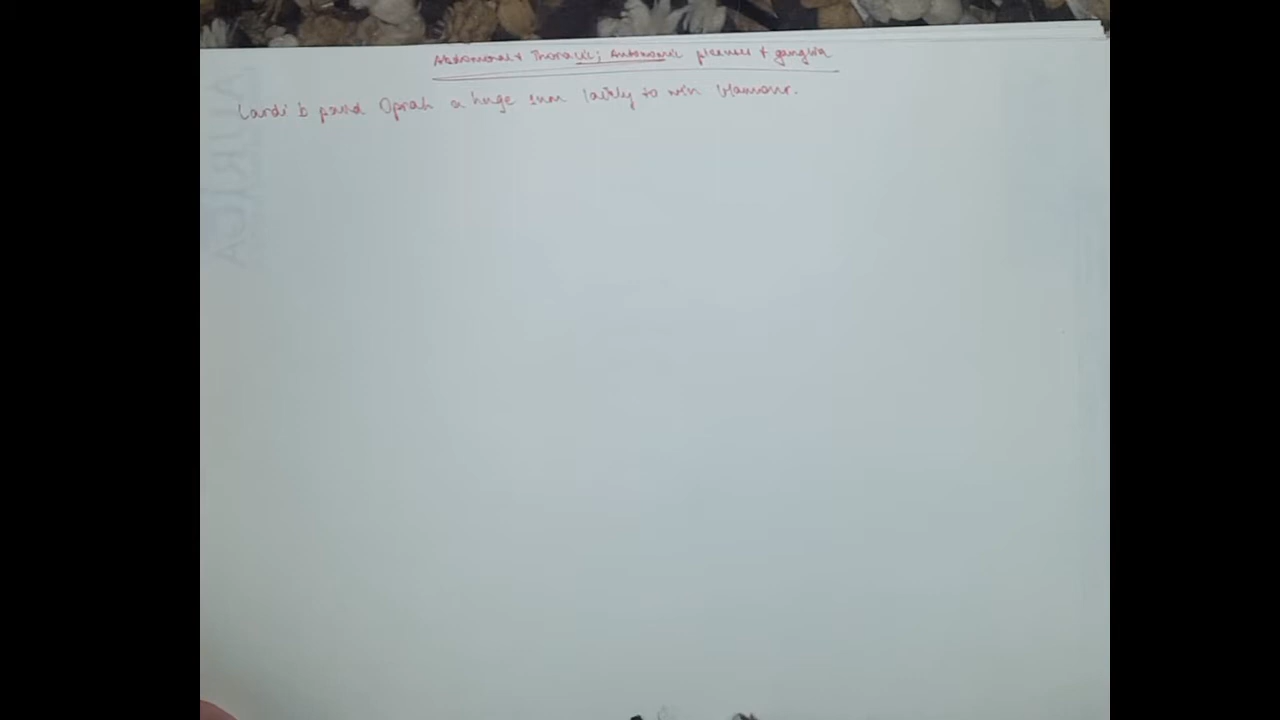 Abdominal & Thoracic; Autonomic plexuses & ganglia
Cardi b paid Oprah a huge sum lately to win glamour.